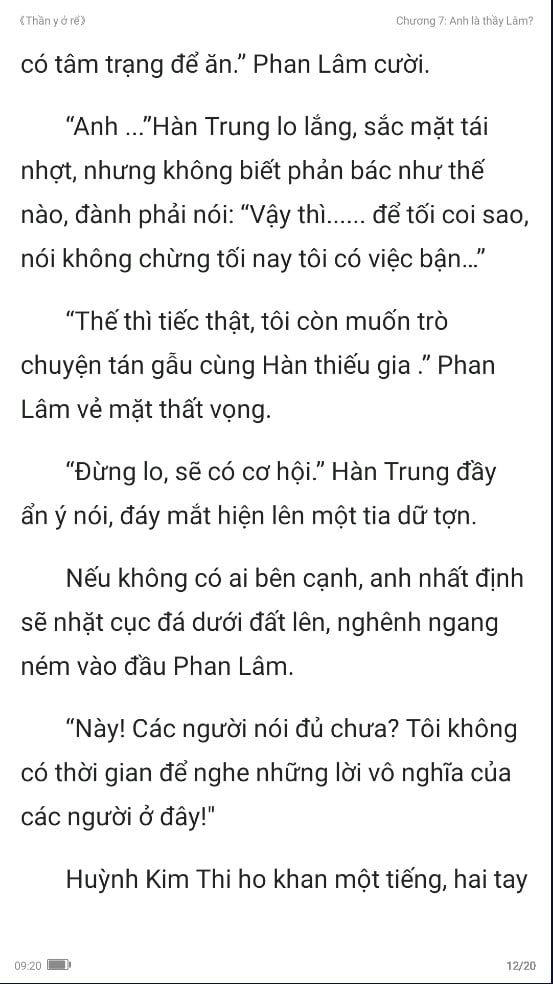 《Thần y ở rể》 Chương 7: Anh là thầy Lâm?
có tâm trạng để ăn.” Phan Lâm cười.
“Anh ...”Hàn Trung lo lắng, sắc mặt tái
nhợt, nhưng không biết phản bác như thế
nào, đành phải nói: “Vậy thì...... để tối coi sao,
nói không chừng tối nay tôi có việc bận...”
“Thế thì tiếc thật, tôi còn muốn trò
chuyện tán gẫu cùng Hàn thiếu gia .” Phan
Lâm vẻ mặt thất vọng.
“Đừng lo, sẽ có cơ hội.” Hàn Trung đầy
ẩn ý nói, đáy mắt hiện lên một tia dữ tợn.
Nếu không có ai bên cạnh, anh nhất định
sẽ nhặt cục đá dưới đất lên, nghênh ngang
ném vào đầu Phan Lâm.
“Này! Các người nói đủ chưa? Tôi không
có thời gian để nghe những lời vô nghĩa của
các người ở đây!"
Huỳnh Kim Thi ho khan một tiếng, hai tay
09:20 12/20